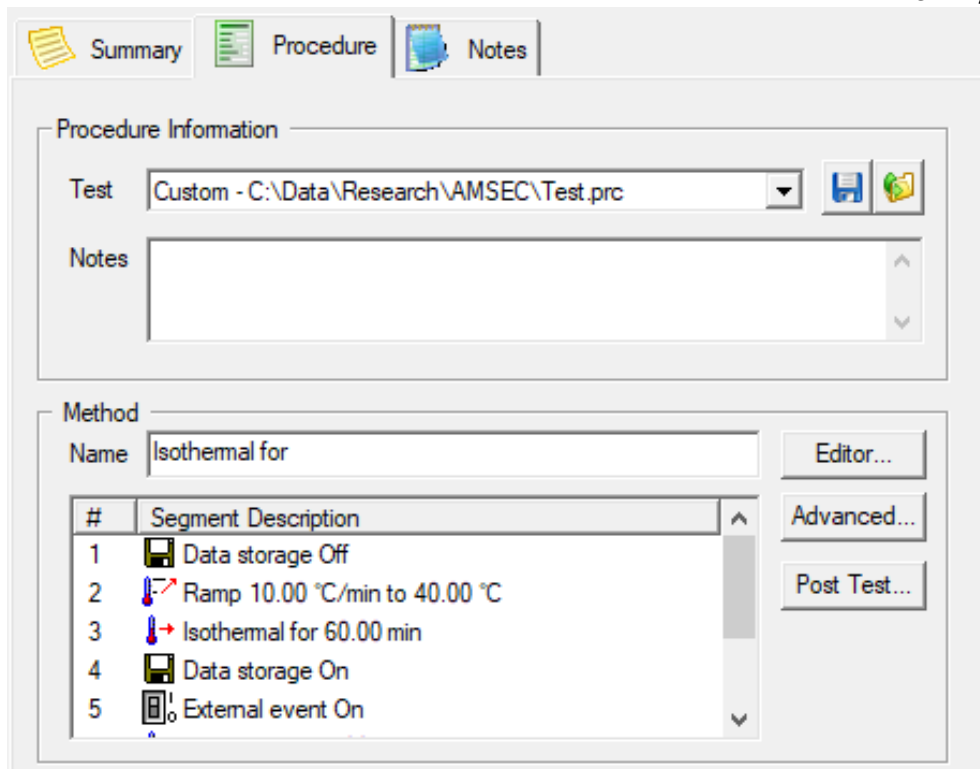 Summary Procedure Notes
Procedure Information
Test Custom - C:\Data\Research\AMSEC\Test.prc
Notes
Method
Name Isothermal for Editor...
# Segment Description Advanced...
1 Data storage Off
2 Ramp 10.00 °C/min to 40.00 °C Post Test...
3 Isothermal for 60.00 min
4 Data storage On
5 External event On